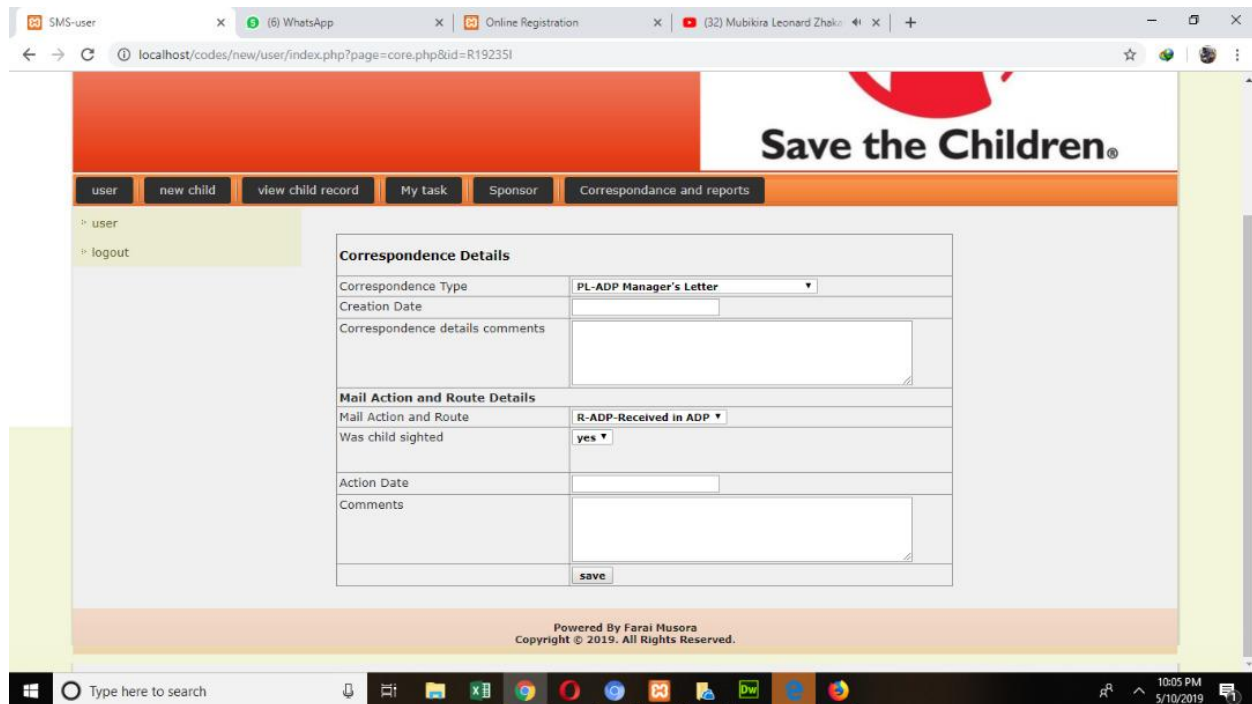 SMS-user
(6) WhatsApp
Online Registration
(32) Mubikira Leonard Zhaka
localhost/codes/new/user/index.php?page=core.php&id=R19235I
Save the Children®
user new child view child record My task Sponsor Correspondance and reports
user
logout
Correspondence Details
Correspondence Type PL-ADP Manager's Letter
Creation Date
Correspondence details comments
Mail Action and Route Details
Mail Action and Route R-ADP-Received in ADP
Was child sighted yes
Action Date
Comments
save
Powered By Farai Musora
Copyright © 2019. All Rights Reserved.
Type here to search
Dw
10:05 PM
5/10/2019